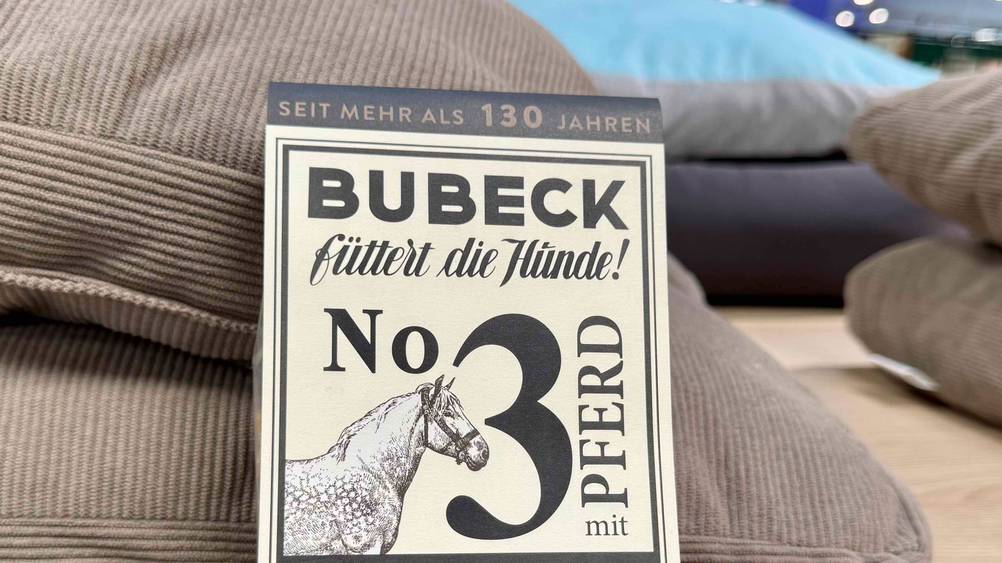 SEIT MEHR ALS 130 JAHREN
BUBECK
füttert die Hunde!
No 3
mit PFERD